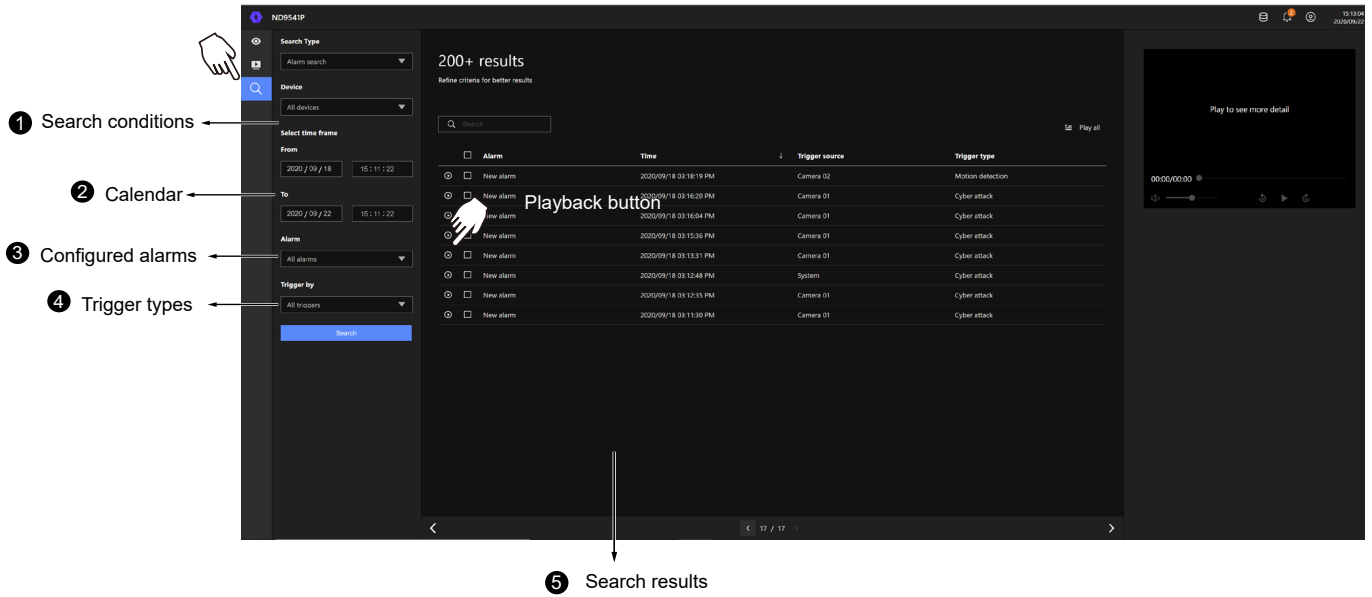 ND9541P
15:13:04
2020/09/22
2
Search Type
Alarm search
Device
All devices
Select time frame
From
2020 / 09 / 18 15 : 11 : 22
To
2020 / 09 / 22 15 : 11 : 22
Alarm
All alarms
Trigger by
All triggers
Search
1 Search conditions
2 Calendar
3 Configured alarms
4 Trigger types
200+ results
Refine criteria for better results
Search
Play all
Alarm Time Trigger source Trigger type
New alarm 2020/09/18 03:18:19 PM Camera 02 Motion detection
New alarm 2020/09/18 03:16:20 PM Camera 01 Cyber attack
New alarm 2020/09/18 03:16:04 PM Camera 01 Cyber attack
New alarm 2020/09/18 03:15:36 PM Camera 01 Cyber attack
New alarm 2020/09/18 03:13:31 PM Camera 01 Cyber attack
New alarm 2020/09/18 03:12:48 PM System Cyber attack
New alarm 2020/09/18 03:12:35 PM Camera 01 Cyber attack
New alarm 2020/09/18 03:11:30 PM Camera 01 Cyber attack
Playback button
17 / 17
Play to see more detail
00:00/00:00
5 Search results